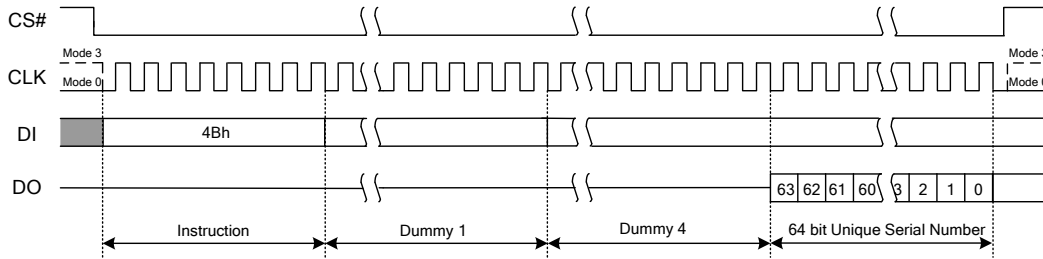 CS#
Mode 3
CLK
Mode 0
Mode 3
Mode 0
DI
4Bh
DO
63 62 61 60 3 2 1 0
Instruction
Dummy 1
Dummy 4
64 bit Unique Serial Number